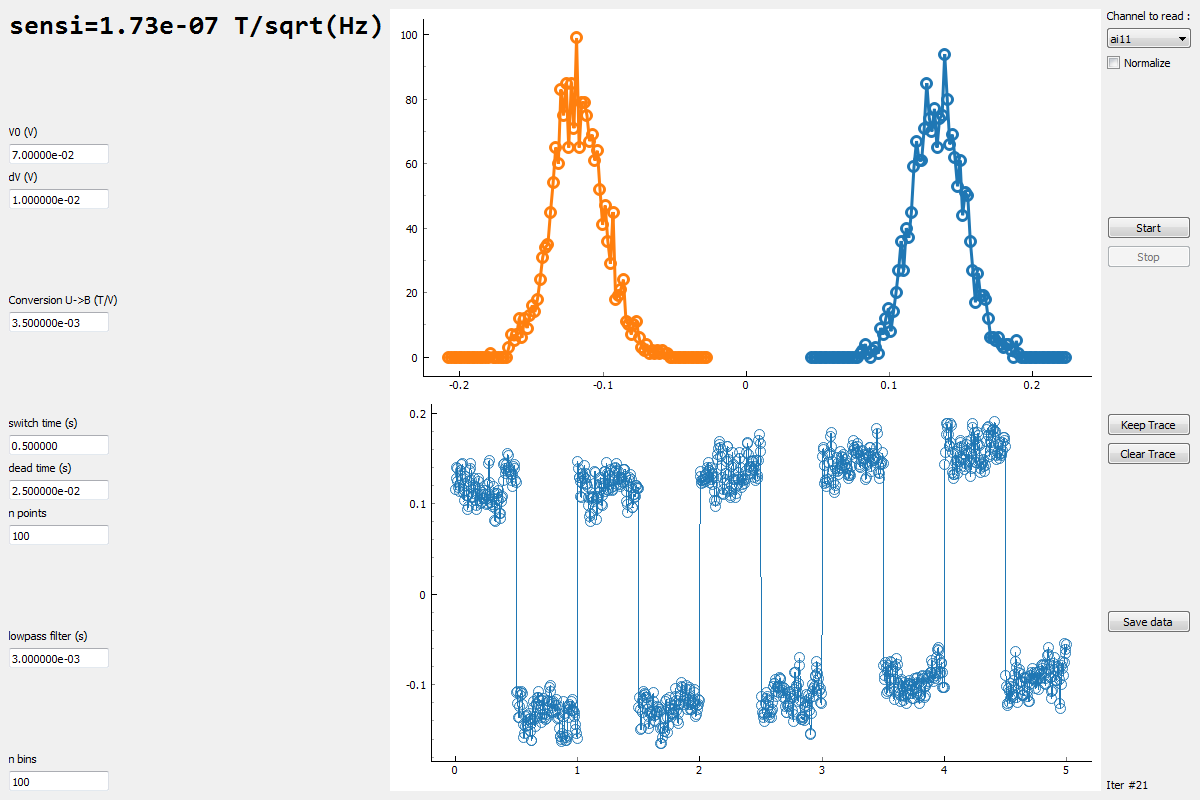 sensi=1.73e-07 T/sqrt(Hz)
V0 (V)
7.00000e-02
dV (V)
1.000000e-02
Conversion U->B (T/V)
3.500000e-03
switch time (s)
0.500000
dead time (s)
2.500000e-02
n points
100
lowpass filter (s)
3.000000e-03
n bins
100
100
80
60
40
20
0
-0.2 -0.1 0 0.1 0.2
0.2
0.1
0
-0.1
0 1 2 3 4 5
Channel to read :
ai11
Normalize
Start
Stop
Keep Trace
Clear Trace
Save data
Iter #21